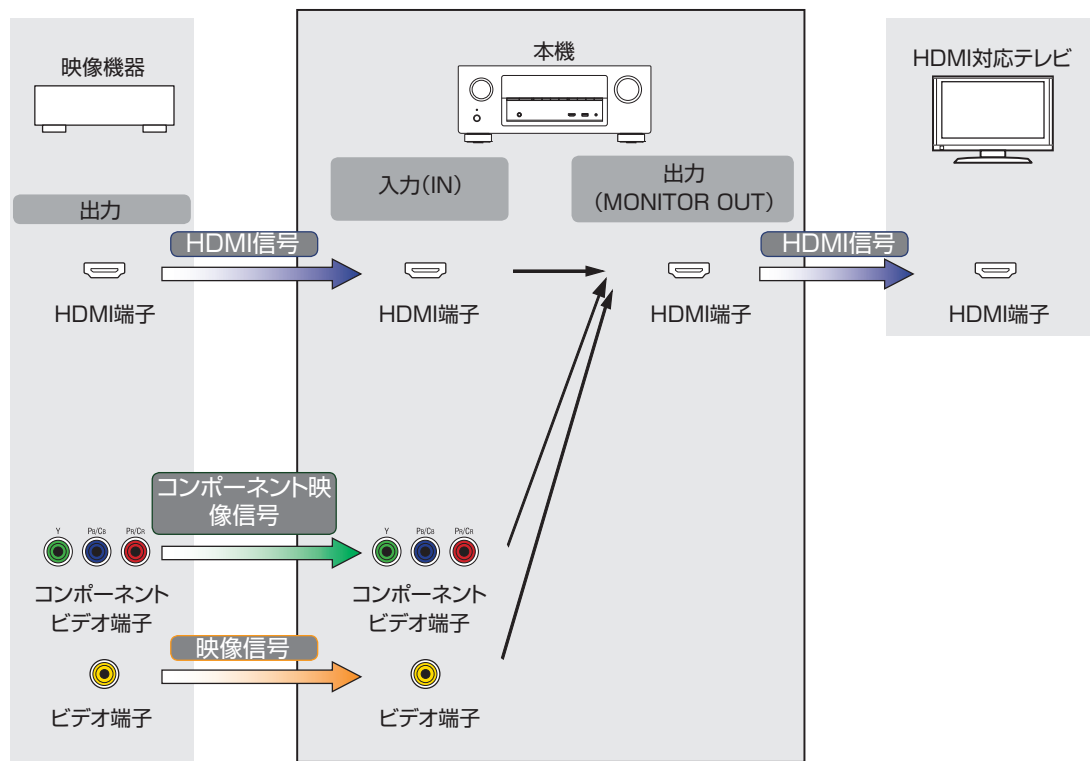 映像機器
本機
HDMI対応テレビ
出力
入力(IN)
出力
(MONITOR OUT)
HDMI信号
HDMI信号
HDMI端子
HDMI端子
HDMI端子
HDMI端子
コンポーネント映
像信号
Y PB/CB PR/CR
Y PB/CB PR/CR
コンポーネント
ビデオ端子
コンポーネント
ビデオ端子
映像信号
ビデオ端子
ビデオ端子